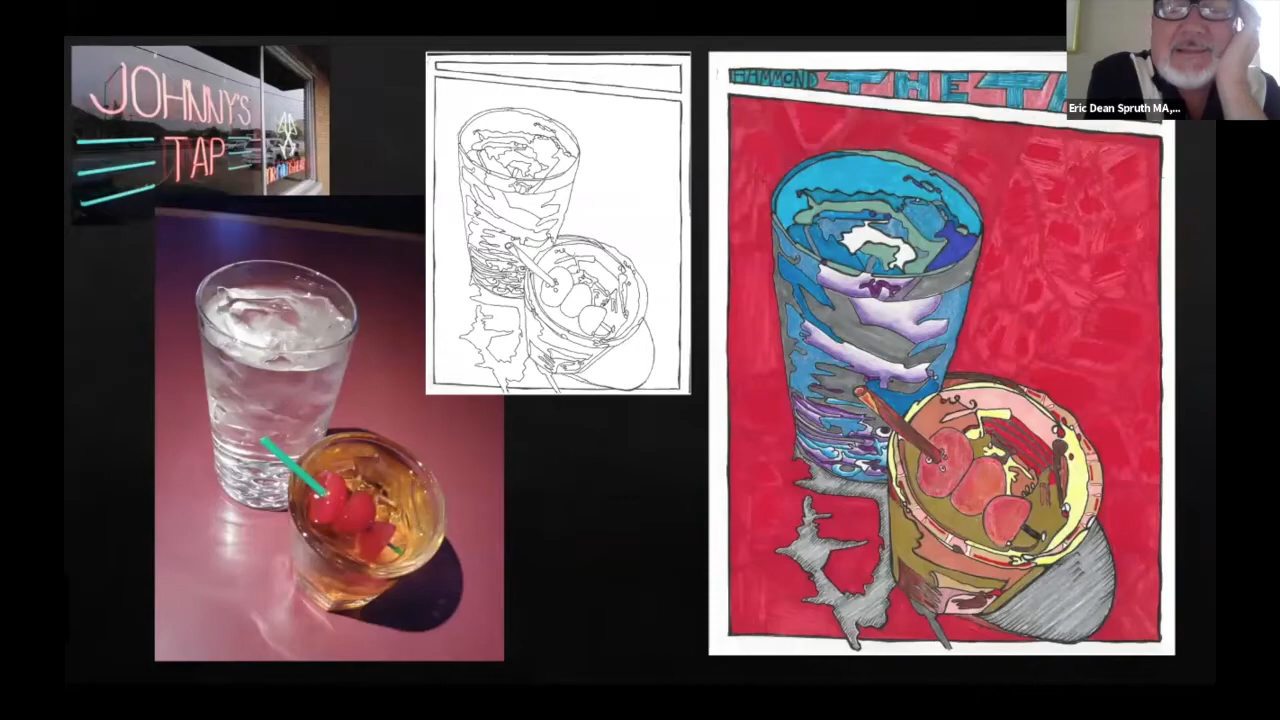 JOHNNY'S
TAP
HAMMOND
THE TA
Eric Dean Spruth MA,...